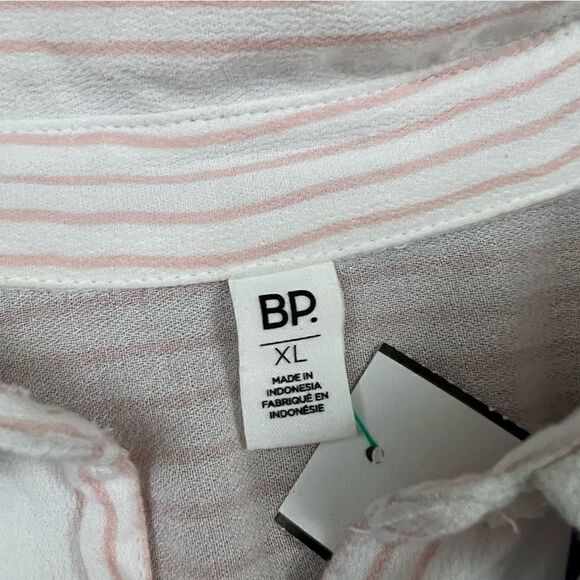 BP.
XL
MADE IN
INDONESIA
FABRIQUÉ EN
INDONÉSIE